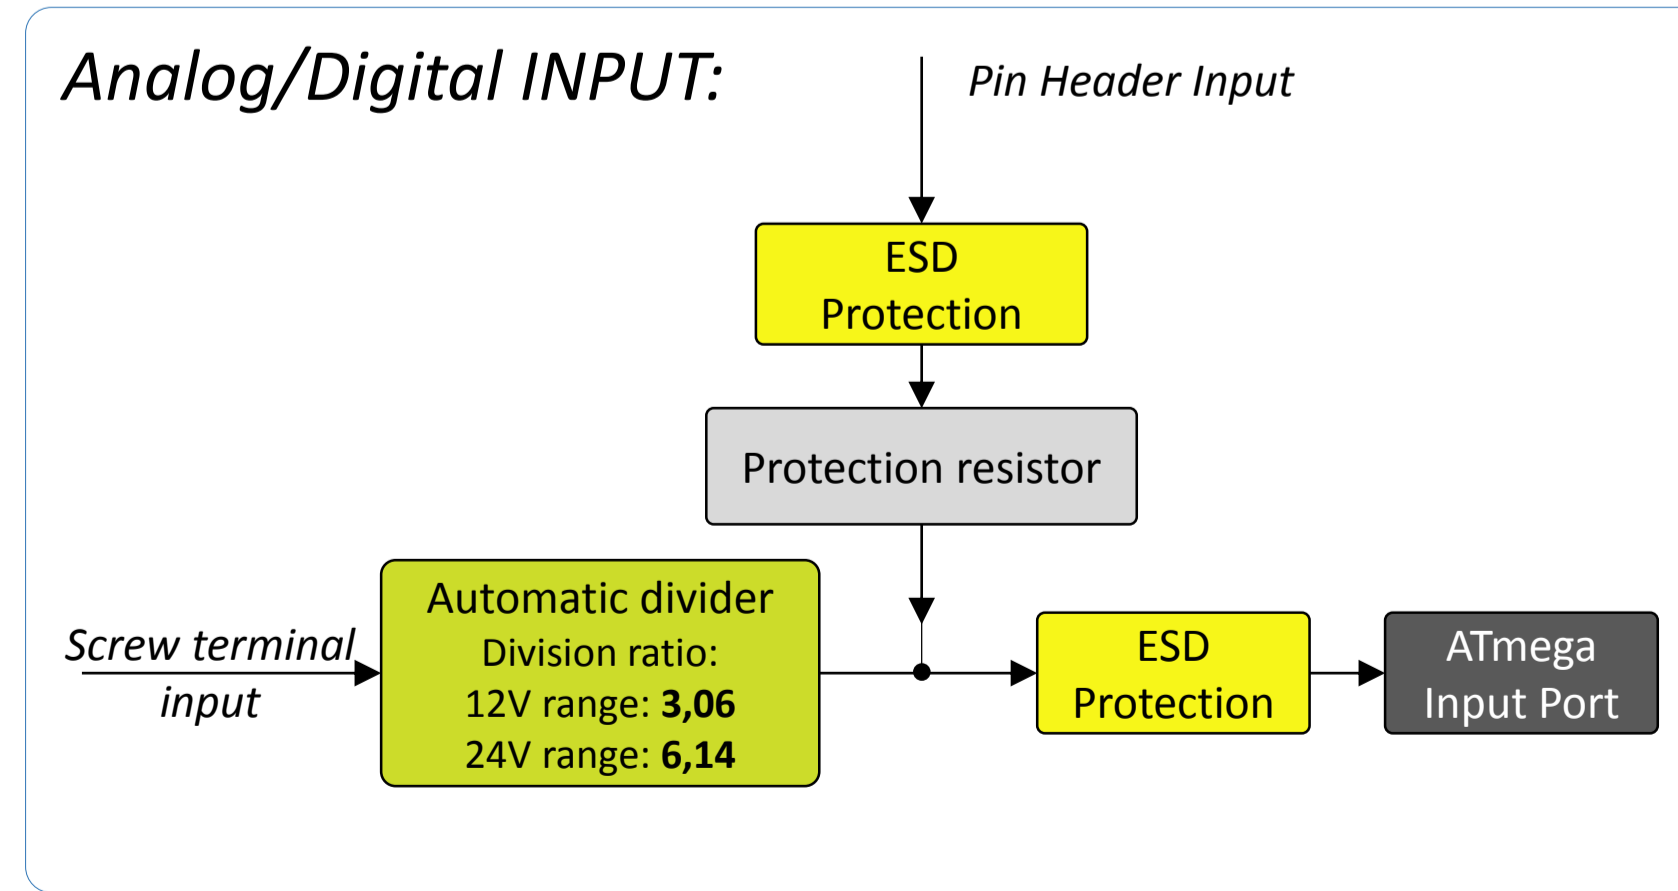 Analog/Digital INPUT:
Pin Header Input
ESD
Protection
Protection resistor
Automatic divider
Division ratio:
12V range: 3,06
24V range: 6,14
Screw terminal
input
ESD
Protection
ATmega
Input Port